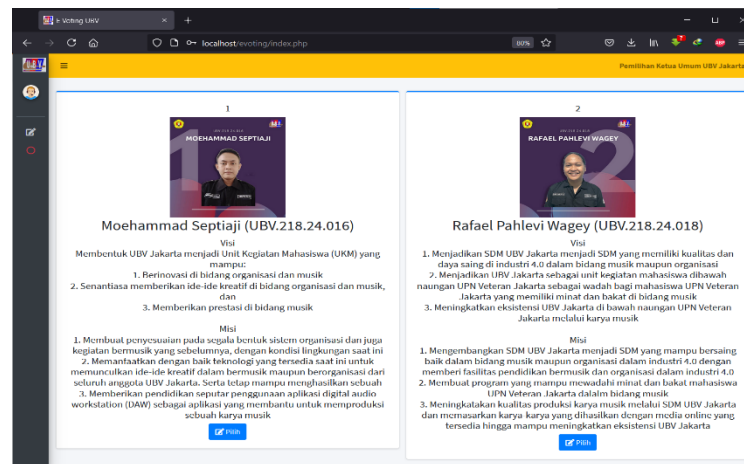 E-Voting UBV
localhost/evoting/index.php
80%
7
ABP
UBV
Pemilihan Ketua Umum UBV Jakarta
1
MOEHAMMAD SEPTIAJI
Moehammad Septiaji (UBV.218.24.016)
Visi
Membentuk UBV Jakarta menjadi Unit Kegiatan Mahasiswa (UKM) yang
mampu:
1. Berinovasi di bidang organisasi dan musik
2. Senantiasa memberikan ide-ide kreatif di bidang organisasi dan musik,
dan
3. Memberikan prestasi di bidang musik
Misi
1. Membuat penyesuaian pada segala bentuk sistem organisasi dan juga
kegiatan bermusik yang sebelumnya, dengan kondisi lingkungan saat ini
2. Memantaatkan dengan baik teknologi yang tersedia saat ini untuk
memunculkan ide-ide kreatif dalam bermusik maupun berorganisasi dari
seluruh anggota UBV Jakarta. Serta tetap mampu menghasilkan sebuah
3. Memberikan pendidikan seputar penggunaan aplikasi digital audio
workstation (DAW) sebagai aplikasi yang membantu untuk memproduksi
sebuah karya musik
Pilih
2
RAFAEL PAHLEVI WAGEY
Rafael Pahlevi Wagey (UBV.218.24.018)
Visi
1. Menjadikan SDM UBV Jakarta menjadi SDM yang memiliki kualitas dan
daya saing di industri 4.0 dalam bidang musik maupun organisasi
2. Menjadikan UBV Jakarta sebagai unit kegiatan mahasiswa dibawah
naungan UPN Veteran Jakarta sebagai wadah bagi mahasiswa UPN Veteran
Jakarta yang memiliki minat dan bakat di bidang musik
3. Meningkatkan eksistensi UBV Jakarta di bawah naungan UPN Veteran
Jakarta melalui karya musik
Misi
1. Mengembangkan SDM UBV Jakarta menjadi SDM yang mampu bersaing
baik dalam bidang musik maupun organisasi dalam industri 4.0 dengan
memberi fasilitas pendidikan bermusik dan organisasi dalam industri 4.0
2. Membuat program yang mampu mewadahi minat dan bakat mahasiswa
UPN Veteran Jakarta dalalm bidang musik
3. Meningkatakan kualitas produksi karya musik melalui SDM UBV Jakarta
dan memasarkan karya-karya yang dihasilkan dengan media online yang
tersedia hingga mampu meningkatkan eksistensi UBV Jakarta
Pilih